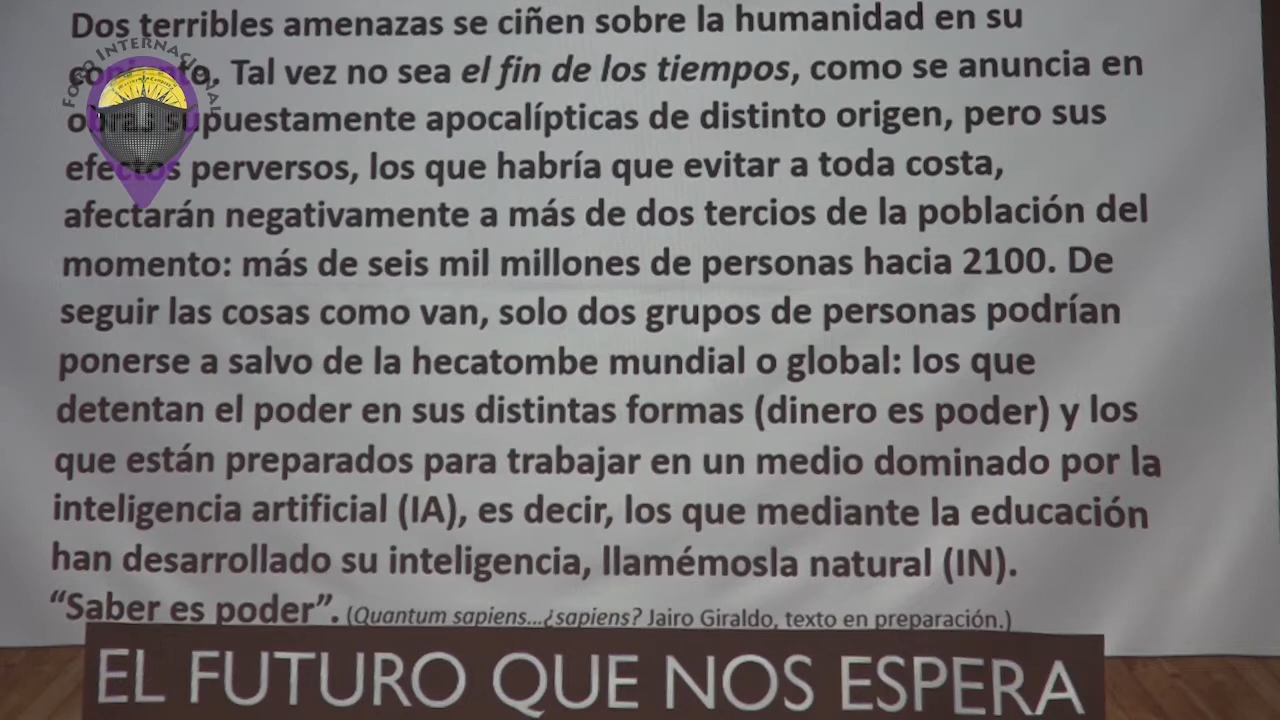 Dos terribles amenazas se ciñen sobre la humanidad en su
conjunto. Tal vez no sea el fin de los tiempos, como se anuncia en
obras supuestamente apocalípticas de distinto origen, pero sus
efectos perversos, los que habría que evitar a toda costa,
afectarán negativamente a más de dos tercios de la población del
momento: más de seis mil millones de personas hacia 2100. De
seguir las cosas como van, solo dos grupos de personas podrían
ponerse a salvo de la hecatombe mundial o global: los que
detentan el poder en sus distintas formas (dinero es poder) y los
que están preparados para trabajar en un medio dominado por la
inteligencia artificial (IA), es decir, los que mediante la educación
han desarrollado su inteligencia, llamémosla natural (IN).
“Saber es poder”. (Quantum sapiens...¿sapiens? Jairo Giraldo, texto en preparación.)
EL FUTURO QUE NOS ESPERA
FORO INTERNACIONAL